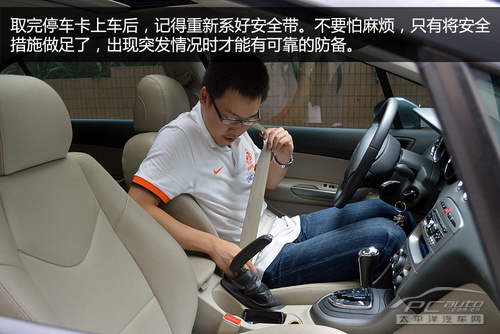 取完停车卡上车后，记得重新系好安全带。不要怕麻烦，只有将安全
措施做足了，出现突发情况时才能有可靠的防备。
PCauto
.com.cn
太平洋汽车网